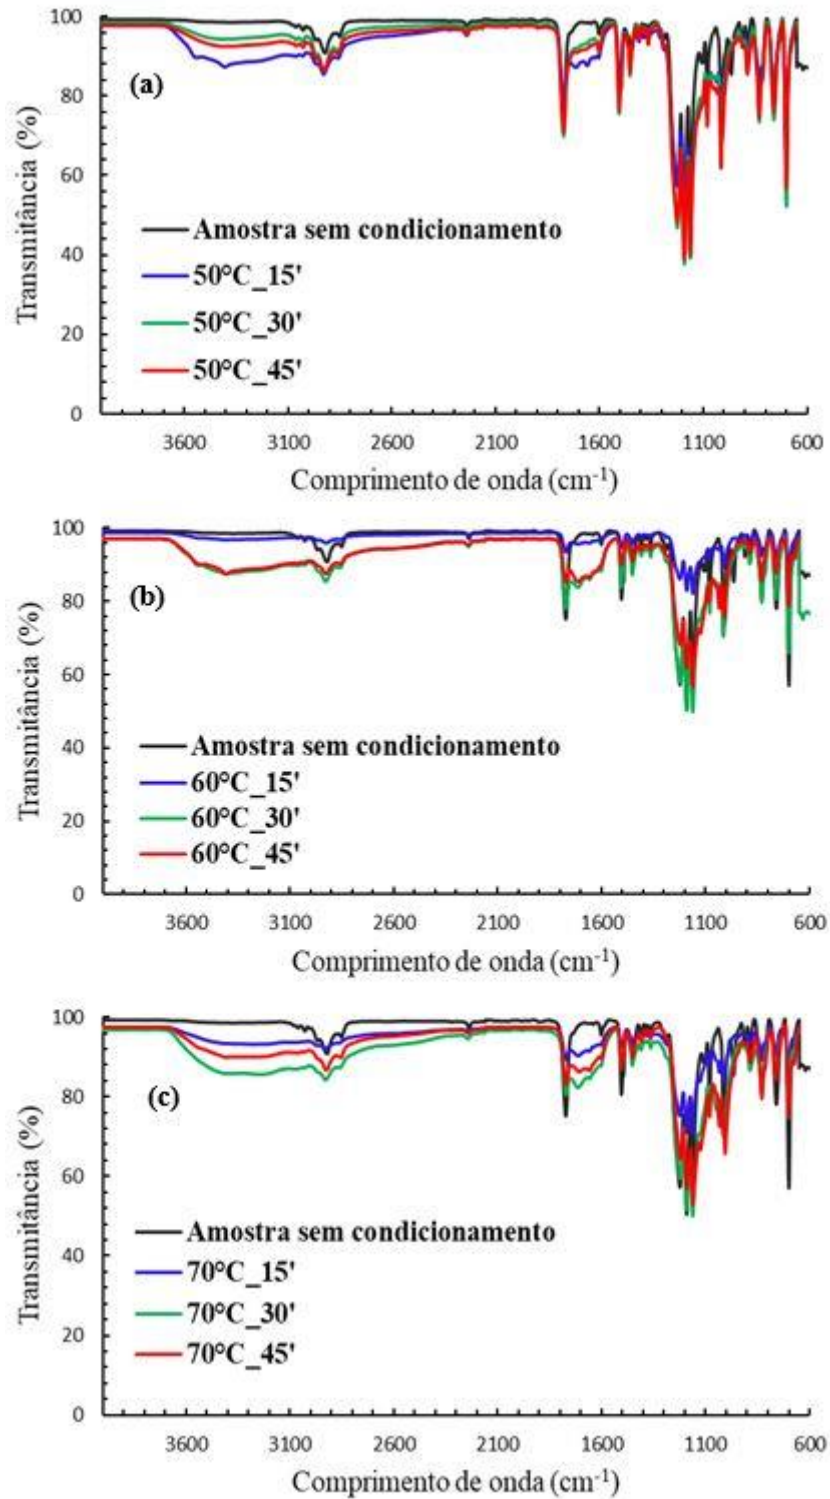 100
80
60
40
20
0
Transmitância (%)
(a)
Amostra sem condicionamento
50°C_15'
50°C_30'
50°C_45'
3600 3100 2600 2100 1600 1100 600
Comprimento de onda (cm⁻¹)
100
80
60
40
20
0
Transmitância (%)
(b)
Amostra sem condicionamento
60°C_15'
60°C_30'
60°C_45'
3600 3100 2600 2100 1600 1100 600
Comprimento de onda (cm⁻¹)
100
80
60
40
20
0
Transmitância (%)
(c)
Amostra sem condicionamento
70°C_15'
70°C_30'
70°C_45'
3600 3100 2600 2100 1600 1100 600
Comprimento de onda (cm⁻¹)